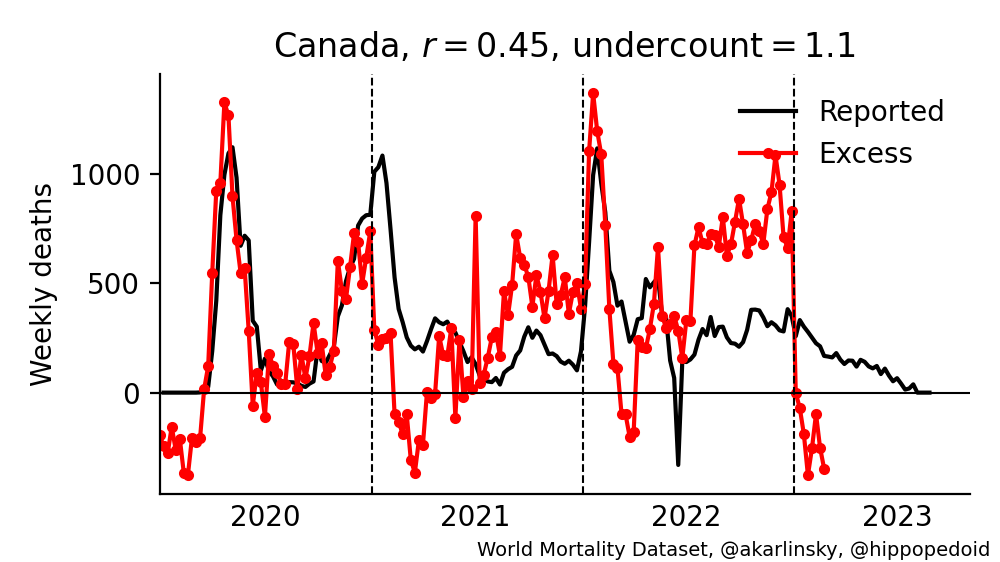 Canada, r = 0.45, undercount = 1.1
Reported
Excess
Weekly deaths
1000
500
0
2020 2021 2022 2023
World Mortality Dataset, @akarlinsky, @hippopedoid